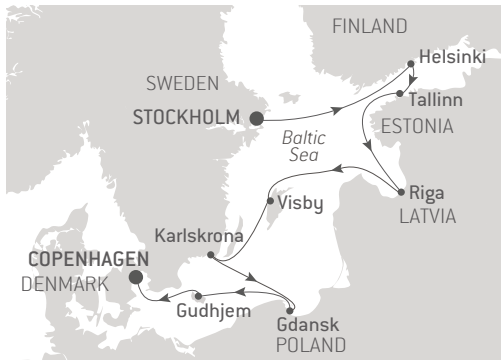 FINLAND
Helsinki
SWEDEN
Tallinn
STOCKHOLM
ESTONIA
Baltic
Sea
Riga
Visby
LATVIA
Karlskrona
COPENHAGEN
DENMARK
Gudhjem
Gdansk
POLAND